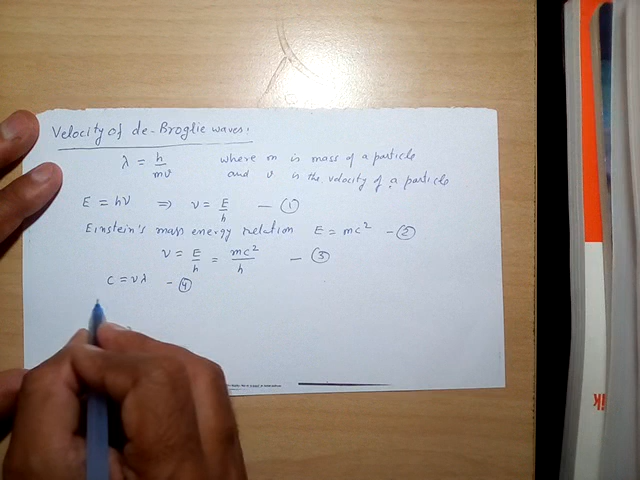 Velocity of de-Broglie waves:
λ = h/mv where m is mass of a particle
and v is the velocity of a particle
E = hν ⇒ ν = E/h — ①
Einstein's mass energy relation E = mc² - ②
ν = E/h = mc²/h — ③
c = νλ - ④